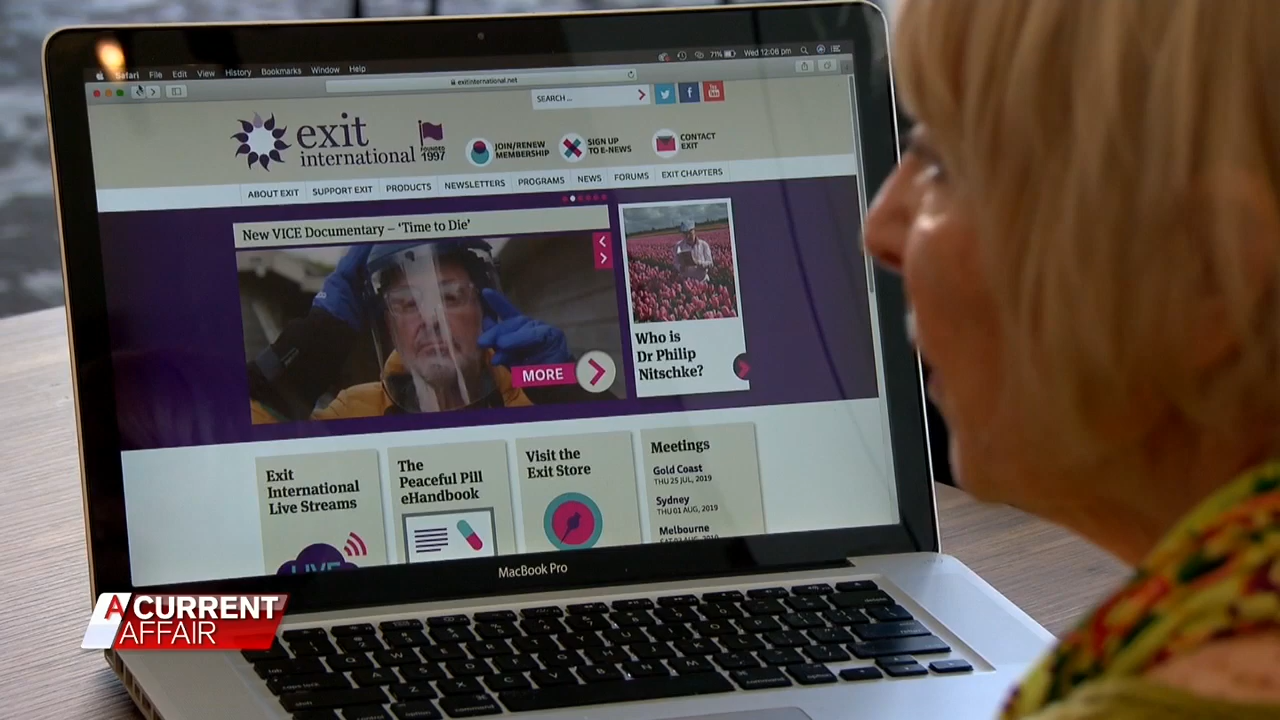 Safari File Edit View History Bookmarks Window Help 71% Wed 12:06 pm
exitinternational.net
SEARCH...
exit
international
FOUNDED
1997
JOIN/RENEW
MEMBERSHIP
SIGN UP
TO E-NEWS
CONTACT
EXIT
ABOUT EXIT SUPPORT EXIT PRODUCTS NEWSLETTERS PROGRAMS NEWS FORUMS EXIT CHAPTERS
New VICE Documentary – ‘Time to Die’
MORE
Who is
Dr Philip
Nitschke?
Exit
International
Live Streams
LIVE
The
Peaceful Pill
eHandbook
Visit the
Exit Store
Meetings
Gold Coast
THU 25 JUL, 2019
Sydney
THU 01 AUG, 2019
Melbourne
MacBook Pro
A CURRENT
AFFAIR